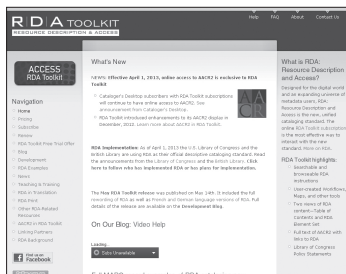 Help FAQ About Contact Us
RDA TOOLKIT
RESOURCE DESCRIPTION & ACCESS
ACCESS
RDA Toolkit
Navigation
Home
Pricing
Subscribe
Renew
RDA Toolkit Free-Trial Offer
Blog
Development
RDA Examples
News
Teaching & Training
RDA in Translation
RDA Print
Other RDA-Related
Resources
AACR2 in RDA Toolkit
Linking Partners
RDA Background
Find us on
Facebook
What's New
NEWS: Effective April 1, 2013, online access to AACR2 is exclusive to RDA
Toolkit
Cataloger's Desktop subscribers with RDA Toolkit subscriptions
will continue to have online access to AACR2. See
announcement from Cataloger's Desktop.
RDA Toolkit introduced enhancements to its AACR2 display in
December, 2012. Learn more about AACR2 in RDA Toolkit.
RDA Implementation: As of April 1, 2013 the U.S. Library of Congress and the
British Library are using RDA as their official descriptive cataloging standard. Read
the announcements from the Library of Congress and the British Library. Click
here to follow who has implemented RDA or has plans for implementation.
The May RDA Toolkit release was published on May 14th. It included the full
rewording of RDA as well as French and German language versions of RDA. Full
details of the release are available on the Development Blog.
On Our Blog: Video Help
Loading.
Sobs Unavailable
What is RDA:
Resource Description
and Access?
Designed for the digital world
and an expanding universe of
metadata users, RDA:
Resource Description and
Access is the new, unified
cataloging standard. The
online RDA Toolkit subscription
is the most effective way to
interact with the new
standard. More on RDA.
RDA Toolkit highlights:
Searchable and
browseable RDA
instructions
User-created Workflows,
Maps, and other tools
Two views of RDA
content—Table of
Contents and RDA
Element Set
Full text of AACR2 with
links to RDA
Library of Congress
Policy Statements